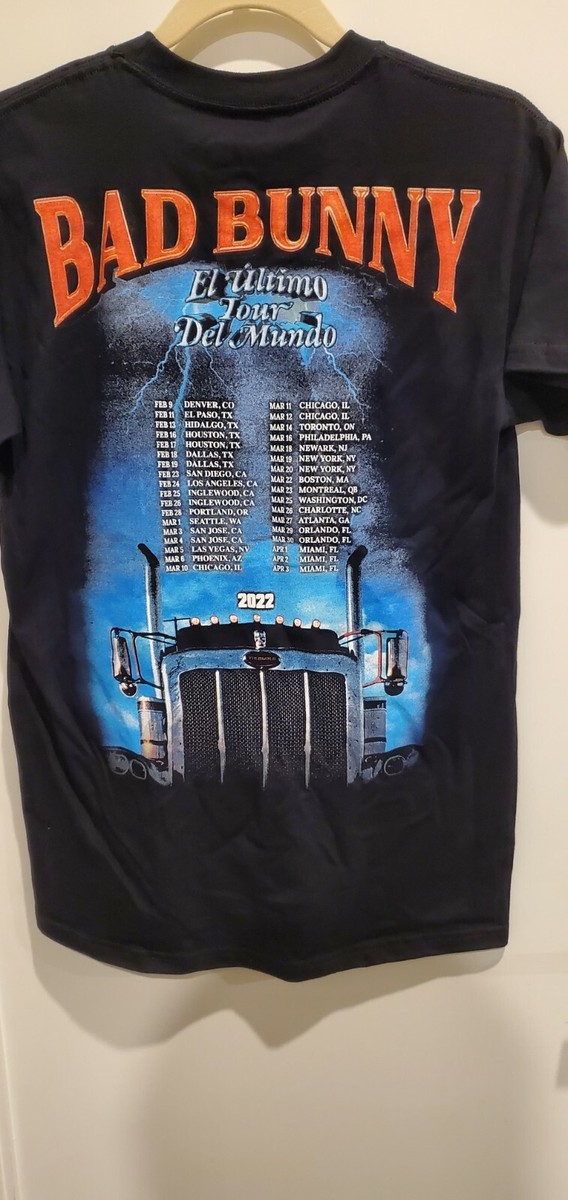 BAD BUNNY
El Último
Tour
Del Mundo
FEB 9 DENVER, CO
FEB 11 EL PASO, TX
FEB 13 HIDALGO, TX
FEB 16 HOUSTON, TX
FEB 17 HOUSTON, TX
FEB 18 DALLAS, TX
FEB 19 DALLAS, TX
FEB 23 SAN DIEGO, CA
FEB 24 LOS ANGELES, CA
FEB 25 INGLEWOOD, CA
FEB 26 INGLEWOOD, CA
FEB 28 PORTLAND, OR
MAR 1 SEATTLE, WA
MAR 3 SAN JOSE, CA
MAR 4 SAN JOSE, CA
MAR 5 LAS VEGAS, NV
MAR 6 PHOENIX, AZ
MAR 10 CHICAGO, IL
MAR 11 CHICAGO, IL
MAR 12 CHICAGO, IL
MAR 14 TORONTO, ON
MAR 16 PHILADELPHIA, PA
MAR 18 NEWARK, NJ
MAR 19 NEW YORK, NY
MAR 20 NEW YORK, NY
MAR 22 BOSTON, MA
MAR 23 MONTREAL, QB
MAR 25 WASHINGTON, DC
MAR 26 CHARLOTTE, NC
MAR 27 ATLANTA, GA
MAR 29 ORLANDO, FL
MAR 30 ORLANDO, FL
APR 1 MIAMI, FL
APR 2 MIAMI, FL
APR 3 MIAMI, FL
2022